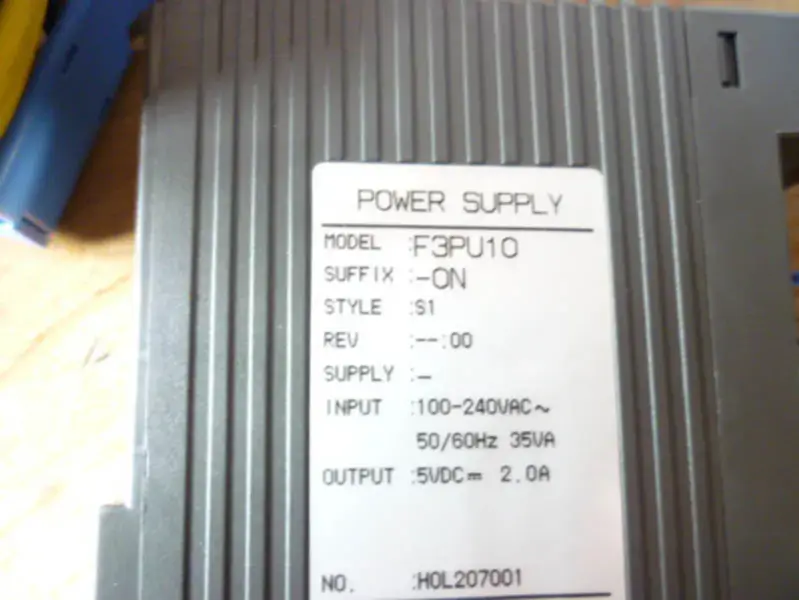 POWER SUPPLY
MODEL :F3PU10
SUFFIX :-0N
STYLE :S1
REV :--:00
SUPPLY :-
INPUT :100-240VAC~
50/60Hz 35VA
OUTPUT :5VDC⎓ 2.0A
NO. :H0L207001